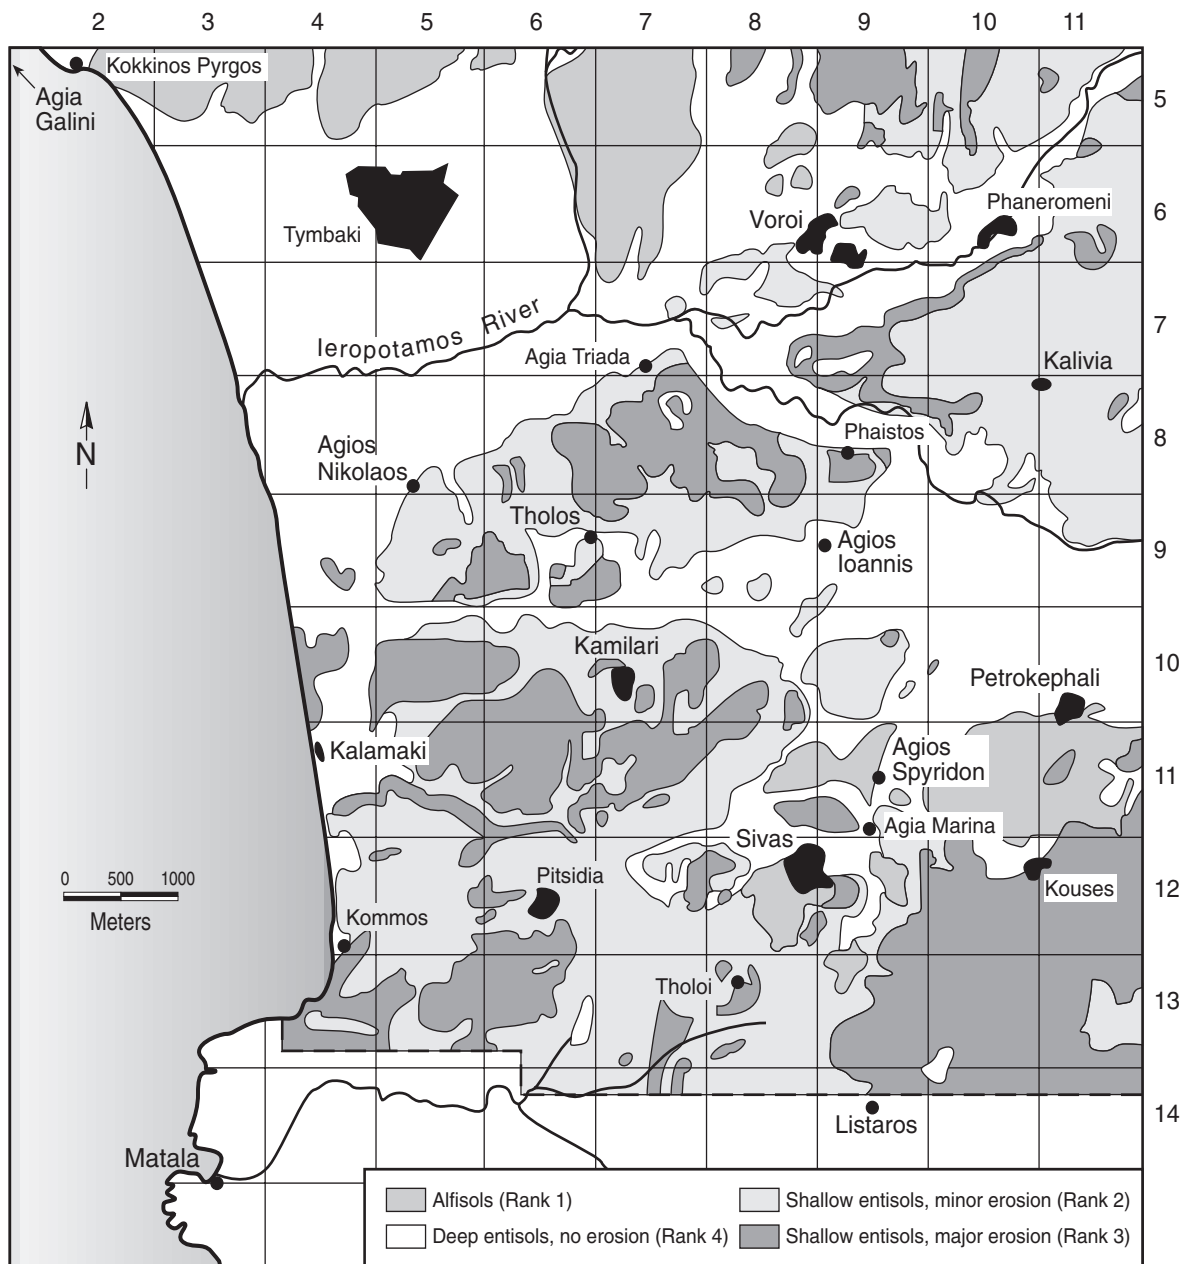 2 3 4 5 6 7 8 9 10 11
Kokkinos Pyrgos
Agia
Galini
5
Tymbaki
Voroi
Phaneromeni
6
Ieropotamos River
7
Agia Triada
Kalivia
N
Agios
Nikolaos
Phaistos
8
Tholos
Agios
Ioannis
9
Kamilari
10
Petrokephali
Kalamaki
Agios
Spyridon
11
Agia Marina
Sivas
0 500 1000
Meters
Pitsidia
Kouses
12
Kommos
Tholoi
13
Listaros
14
Matala
Alfisols (Rank 1)
Shallow entisols, minor erosion (Rank 2)
Deep entisols, no erosion (Rank 4)
Shallow entisols, major erosion (Rank 3)